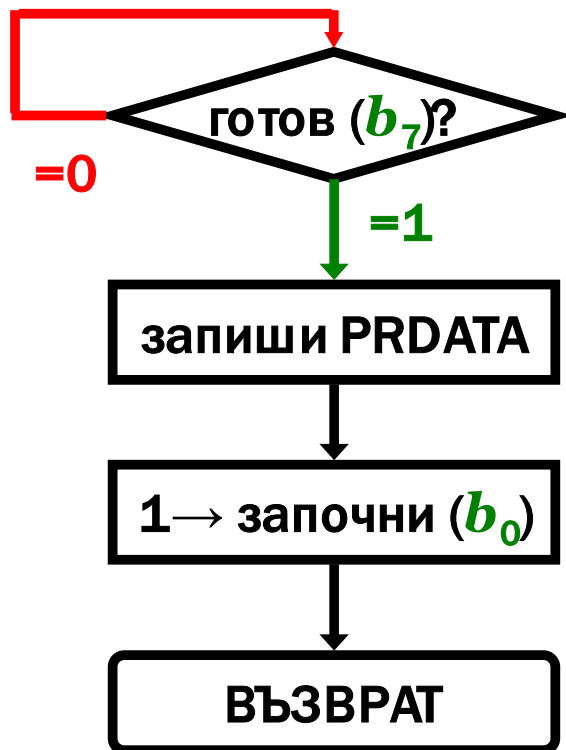 готов (b₇)?
=0
=1
запиши PRDATA
1→ започни (b₀)
ВЪЗВРАТ